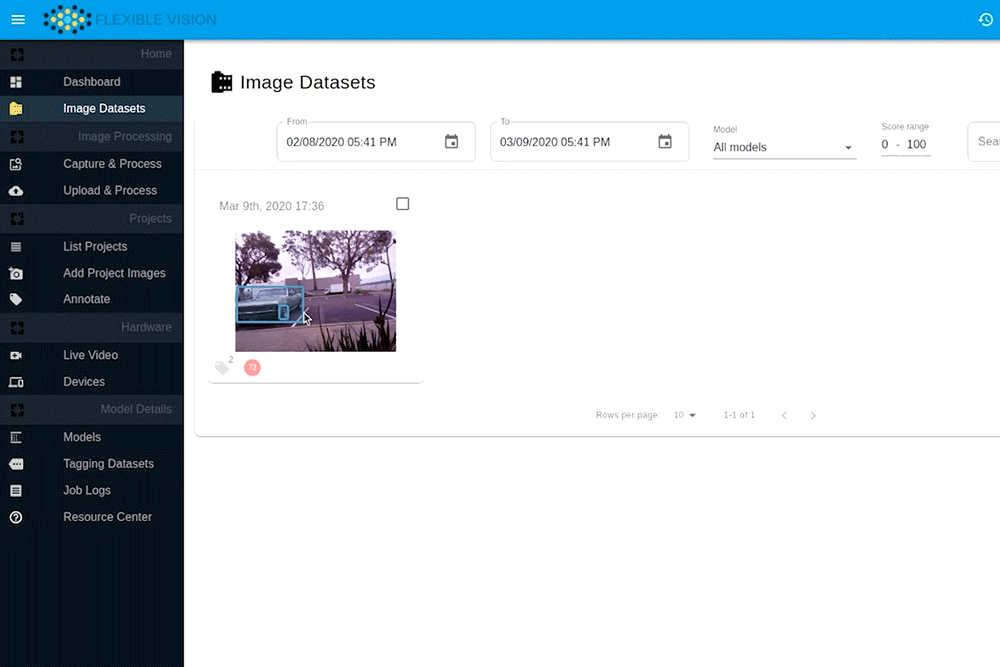 FLEXIBLE VISION
Home
Dashboard
Image Datasets
Image Processing
Capture & Process
Upload & Process
Projects
List Projects
Add Project Images
Annotate
Hardware
Live Video
Devices
Model Details
Models
Tagging Datasets
Job Logs
Resource Center
Image Datasets
From
02/08/2020 05:41 PM
To
03/09/2020 05:41 PM
Model
All models
Score range
0 - 100
Sear
Mar 9th, 2020 17:36
2
73
Rows per page: 10 1-1 of 1